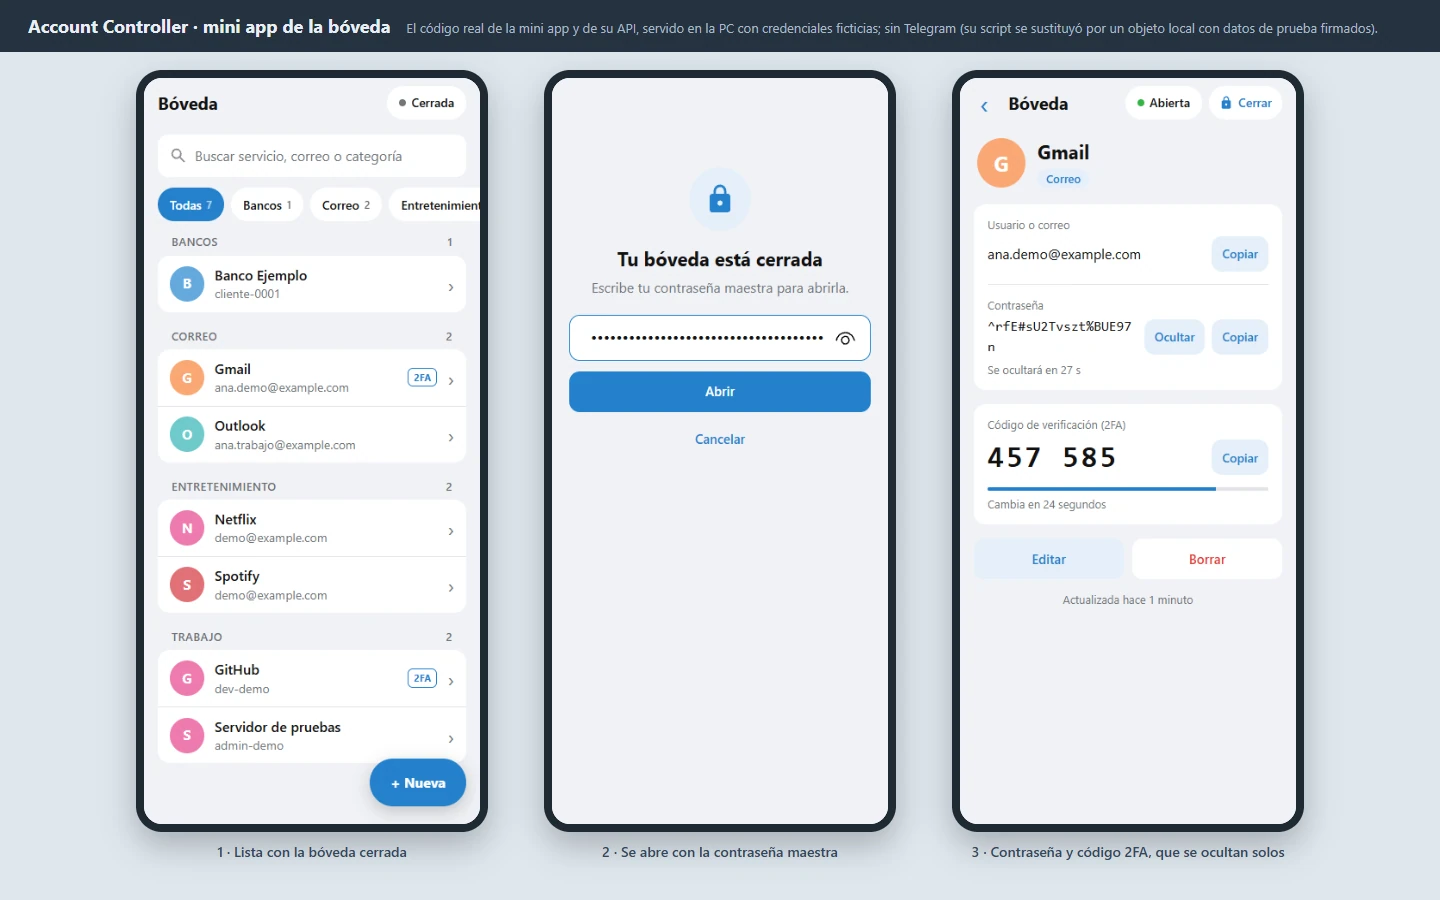 Account Controller · mini app de la bóveda
El código real de la mini app y de su API, servido en la PC con credenciales ficticias; sin Telegram (su script se sustituyó por un objeto local con datos de prueba firmados).
Bóveda
Cerrada
Buscar servicio, correo o categoría
Todas 7
Bancos 1
Correo 2
Entretenimient
BANCOS 1
B
Banco Ejemplo
cliente-0001
›
CORREO 2
G
Gmail
ana.demo@example.com
2FA
›
O
Outlook
ana.trabajo@example.com
›
ENTRETENIMIENTO 2
N
Netflix
demo@example.com
›
S
Spotify
demo@example.com
›
TRABAJO 2
G
GitHub
dev-demo
2FA
›
S
Servidor de pruebas
admin-demo
›
+ Nueva
1 · Lista con la bóveda cerrada
Tu bóveda está cerrada
Escribe tu contraseña maestra para abrirla.
Abrir
Cancelar
2 · Se abre con la contraseña maestra
‹
Bóveda
Abierta
Cerrar
G
Gmail
Correo
Usuario o correo
ana.demo@example.com
Copiar
Contraseña
^rfE#sU2Tvszt%BUE97
n
Ocultar
Copiar
Se ocultará en 27 s
Código de verificación (2FA)
457 585
Copiar
Cambia en 24 segundos
Editar
Borrar
Actualizada hace 1 minuto
3 · Contraseña y código 2FA, que se ocultan solos